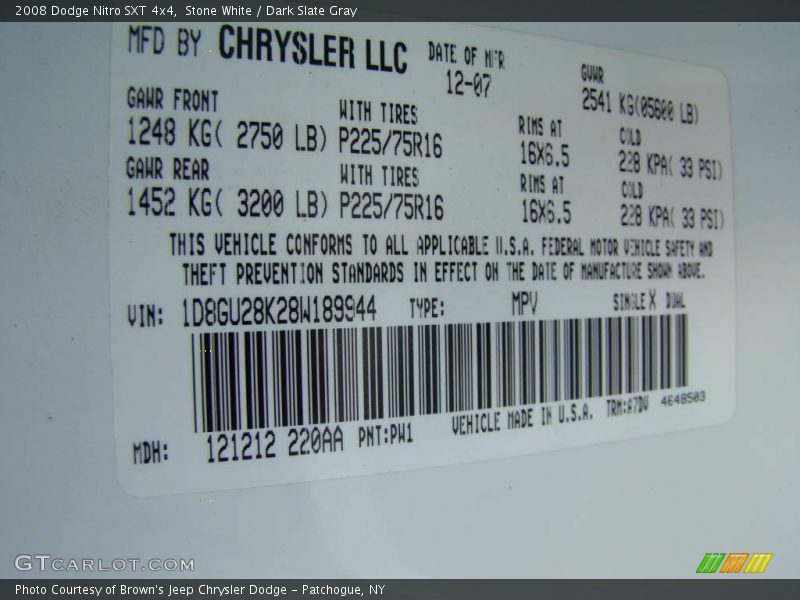 2008 Dodge Nitro SXT 4x4, Stone White / Dark Slate Gray
MFD BY CHRYSLER LLC DATE OF MFR 12-07 GVWR 2541 KG(05600 LB)
GAWR FRONT WITH TIRES RIMS AT COLD
1248 KG( 2750 LB) P225/75R16 16X6.5 228 KPA( 33 PSI)
GAWR REAR WITH TIRES RIMS AT COLD
1452 KG( 3200 LB) P225/75R16 16X6.5 228 KPA( 33 PSI)
THIS VEHICLE CONFORMS TO ALL APPLICABLE U.S.A. FEDERAL MOTOR VEHICLE SAFETY AND
THEFT PREVENTION STANDARDS IN EFFECT ON THE DATE OF MANUFACTURE SHOWN ABOVE.
VIN: 1D8GU28K28W189944 TYPE: MPV SINGLE X DUAL
MDH: 121212 220AA PNT:PW1 VEHICLE MADE IN U.S.A. TRM:A7DV 4648503
GTCARLOT.COM
Photo Courtesy of Brown's Jeep Chrysler Dodge - Patchogue, NY